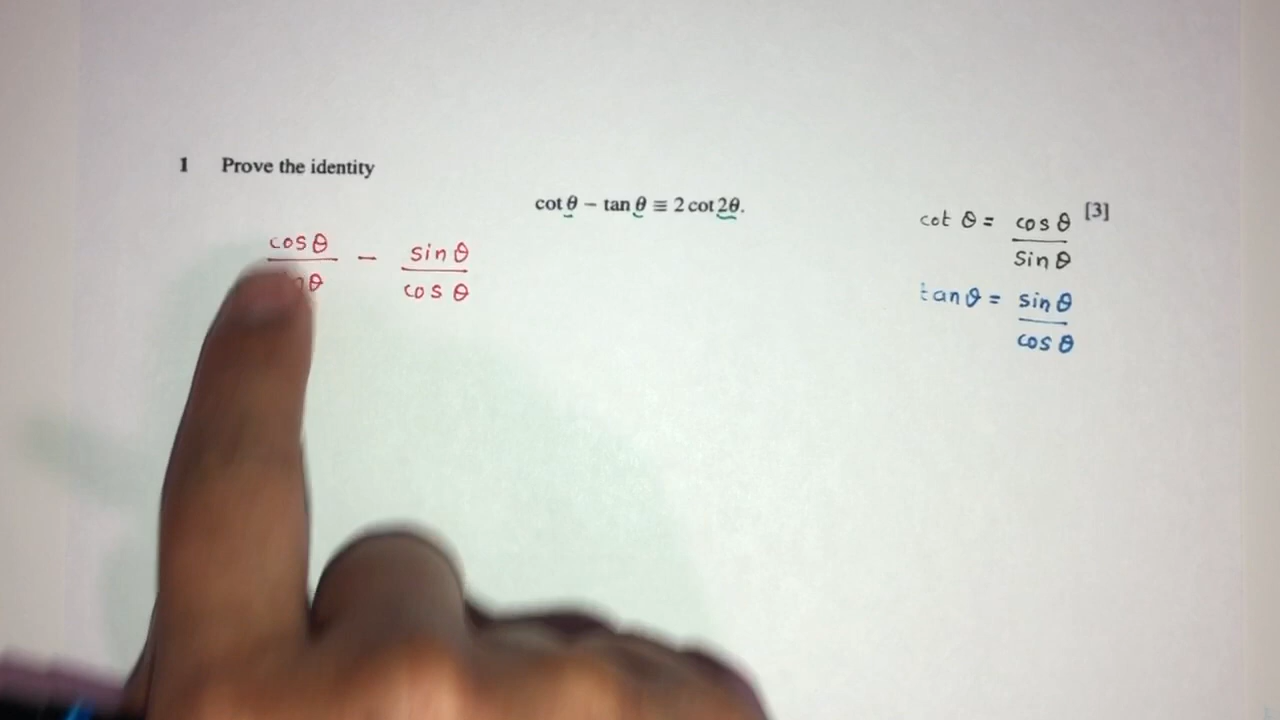 1 Prove the identity
cot θ – tan θ ≡ 2 cot 2θ.
[3]
cos θ – sin θ
θ cos θ
cot θ = cos θ
sin θ
tan θ = sin θ
cos θ